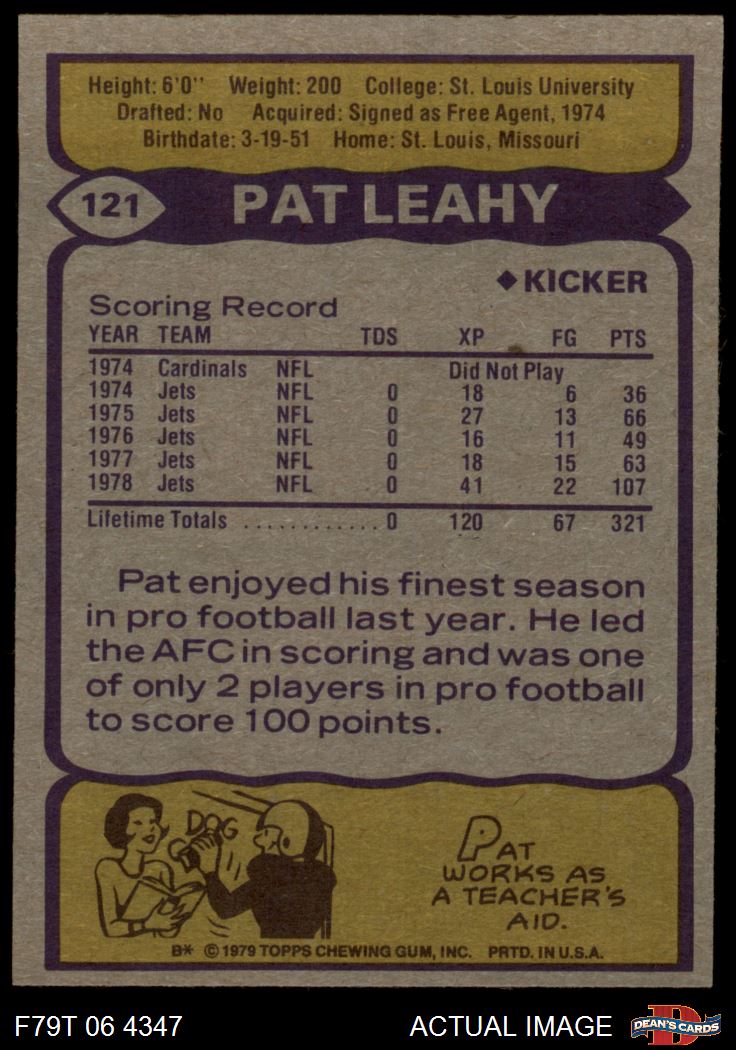 Height: 6'0" Weight: 200 College: St. Louis University
Drafted: No Acquired: Signed as Free Agent, 1974
Birthdate: 3-19-51 Home: St. Louis, Missouri
121 PAT LEAHY
◆KICKER
Scoring Record
YEAR TEAM TDS XP FG PTS
1974 Cardinals NFL Did Not Play
1974 Jets NFL 0 18 6 36
1975 Jets NFL 0 27 13 66
1976 Jets NFL 0 16 11 49
1977 Jets NFL 0 18 15 63
1978 Jets NFL 0 41 22 107
Lifetime Totals ............ 0 120 67 321
Pat enjoyed his finest season
in pro football last year. He led
the AFC in scoring and was one
of only 2 players in pro football
to score 100 points.
DOG
PAT
WORKS AS
A TEACHER'S
AID.
B* © 1979 TOPPS CHEWING GUM, INC. PRTD. IN U.S.A.
F79T 06 4347 ACTUAL IMAGE D DEAN'S CARDS